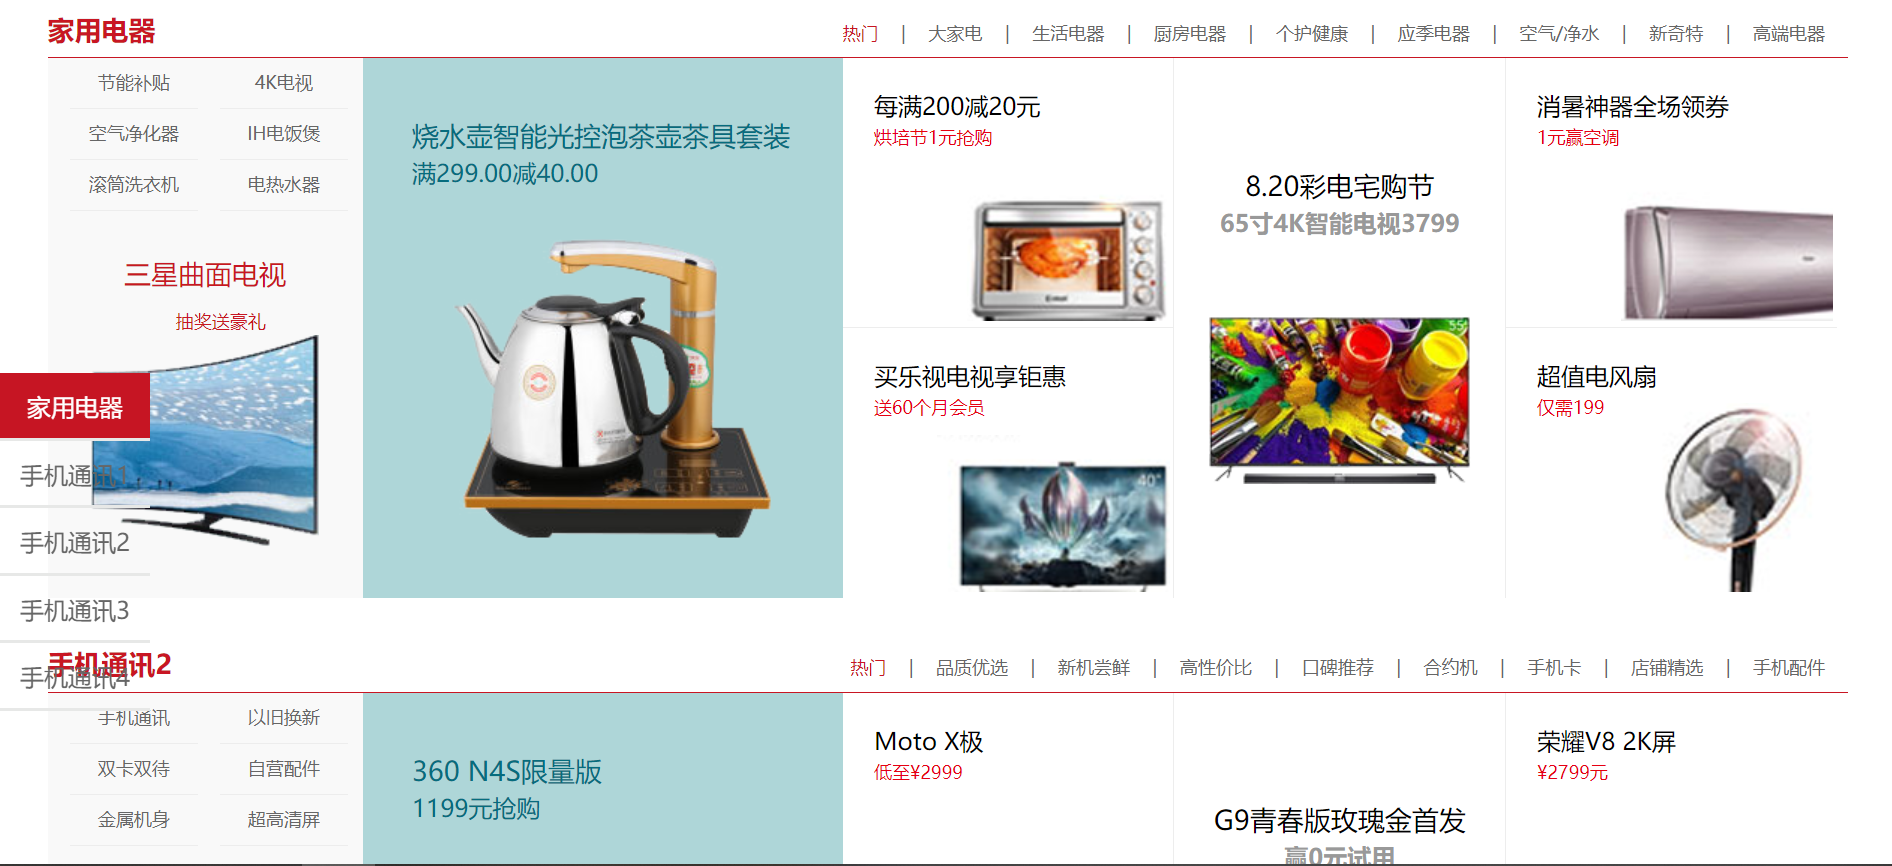 家用电器
热门 | 大家电 | 生活电器 | 厨房电器 | 个护健康 | 应季电器 | 空气/净水 | 新奇特 | 高端电器
节能补贴 4K电视
空气净化器 IH电饭煲
滚筒洗衣机 电热水器
三星曲面电视
抽奖送豪礼
烧水壶智能光控泡茶壶茶具套装
满299.00减40.00
每满200减20元
烘培节1元抢购
买乐视电视享钜惠
送60个月会员
40"
8.20彩电宅购节
65寸4K智能电视3799
55"
消暑神器全场领券
1元赢空调
超值电风扇
仅需199
家用电器
手机通讯1
手机通讯2
手机通讯3
手机通讯4
手机通讯2
热门 | 品质优选 | 新机尝鲜 | 高性价比 | 口碑推荐 | 合约机 | 手机卡 | 店铺精选 | 手机配件
手机通讯 以旧换新
双卡双待 自营配件
金属机身 超高清屏
360 N4S限量版
1199元抢购
Moto X极
低至¥2999
G9青春版玫瑰金首发
赢0元试用
荣耀V8 2K屏
¥2799元